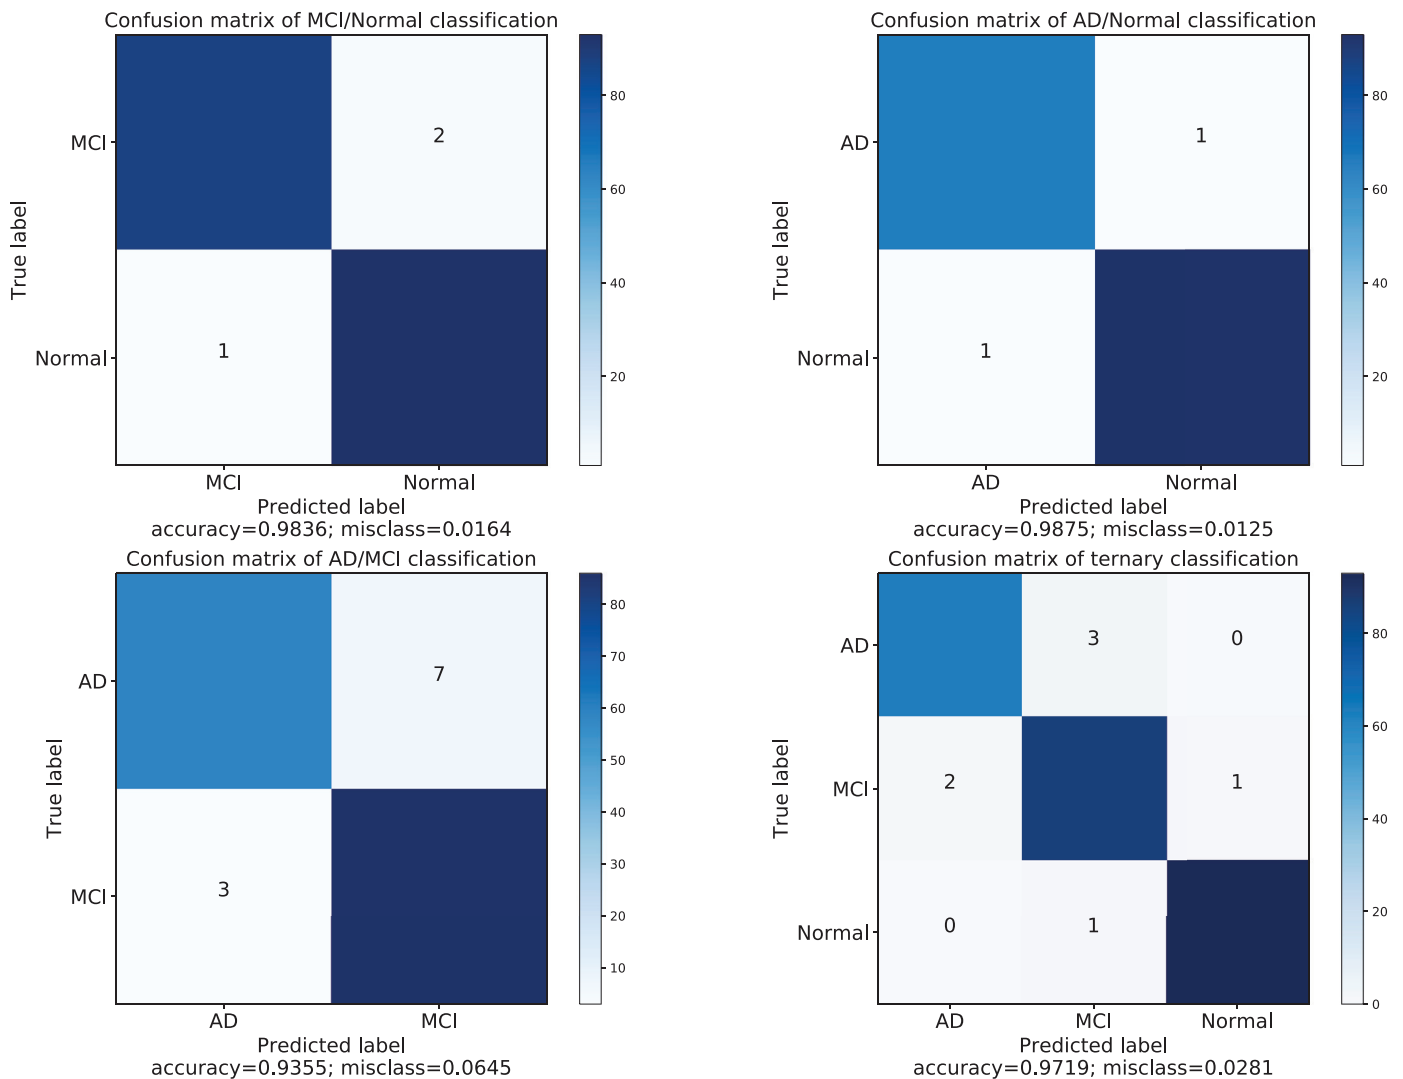 Confusion matrix of MCI/Normal classification
MCI
2
Normal
1
True label
MCI
Normal
Predicted label
accuracy=0.9836; misclass=0.0164
80
60
40
20
Confusion matrix of AD/Normal classification
AD
1
Normal
1
True label
AD
Normal
Predicted label
accuracy=0.9875; misclass=0.0125
80
60
40
20
Confusion matrix of AD/MCI classification
AD
7
MCI
3
True label
AD
MCI
Predicted label
accuracy=0.9355; misclass=0.0645
80
70
60
50
40
30
20
10
Confusion matrix of ternary classification
AD
3
0
MCI
2
1
Normal
0
1
True label
AD
MCI
Normal
Predicted label
accuracy=0.9719; misclass=0.0281
80
60
40
20
0